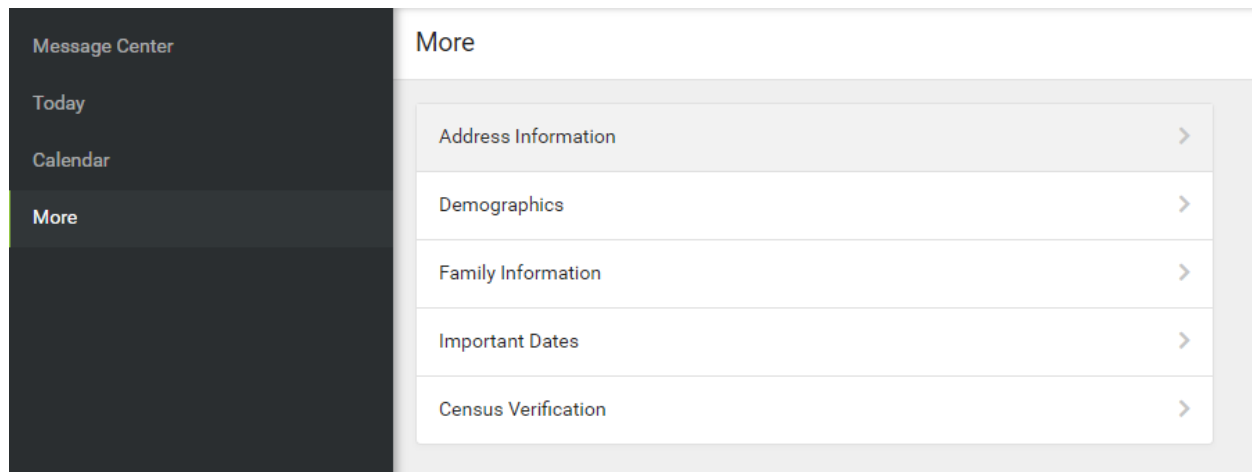 Message Center
Today
Calendar
More
More
Address Information
Demographics
Family Information
Important Dates
Census Verification